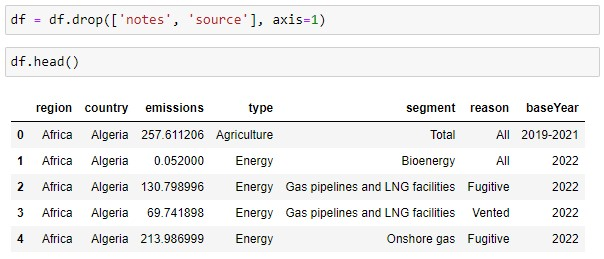 df = df.drop(['notes', 'source'], axis=1)
df.head()
region country emissions type segment reason baseYear
0 Africa Algeria 257.611206 Agriculture Total All 2019-2021
1 Africa Algeria 0.052000 Energy Bioenergy All 2022
2 Africa Algeria 130.798996 Energy Gas pipelines and LNG facilities Fugitive 2022
3 Africa Algeria 69.741898 Energy Gas pipelines and LNG facilities Vented 2022
4 Africa Algeria 213.986999 Energy Onshore gas Fugitive 2022